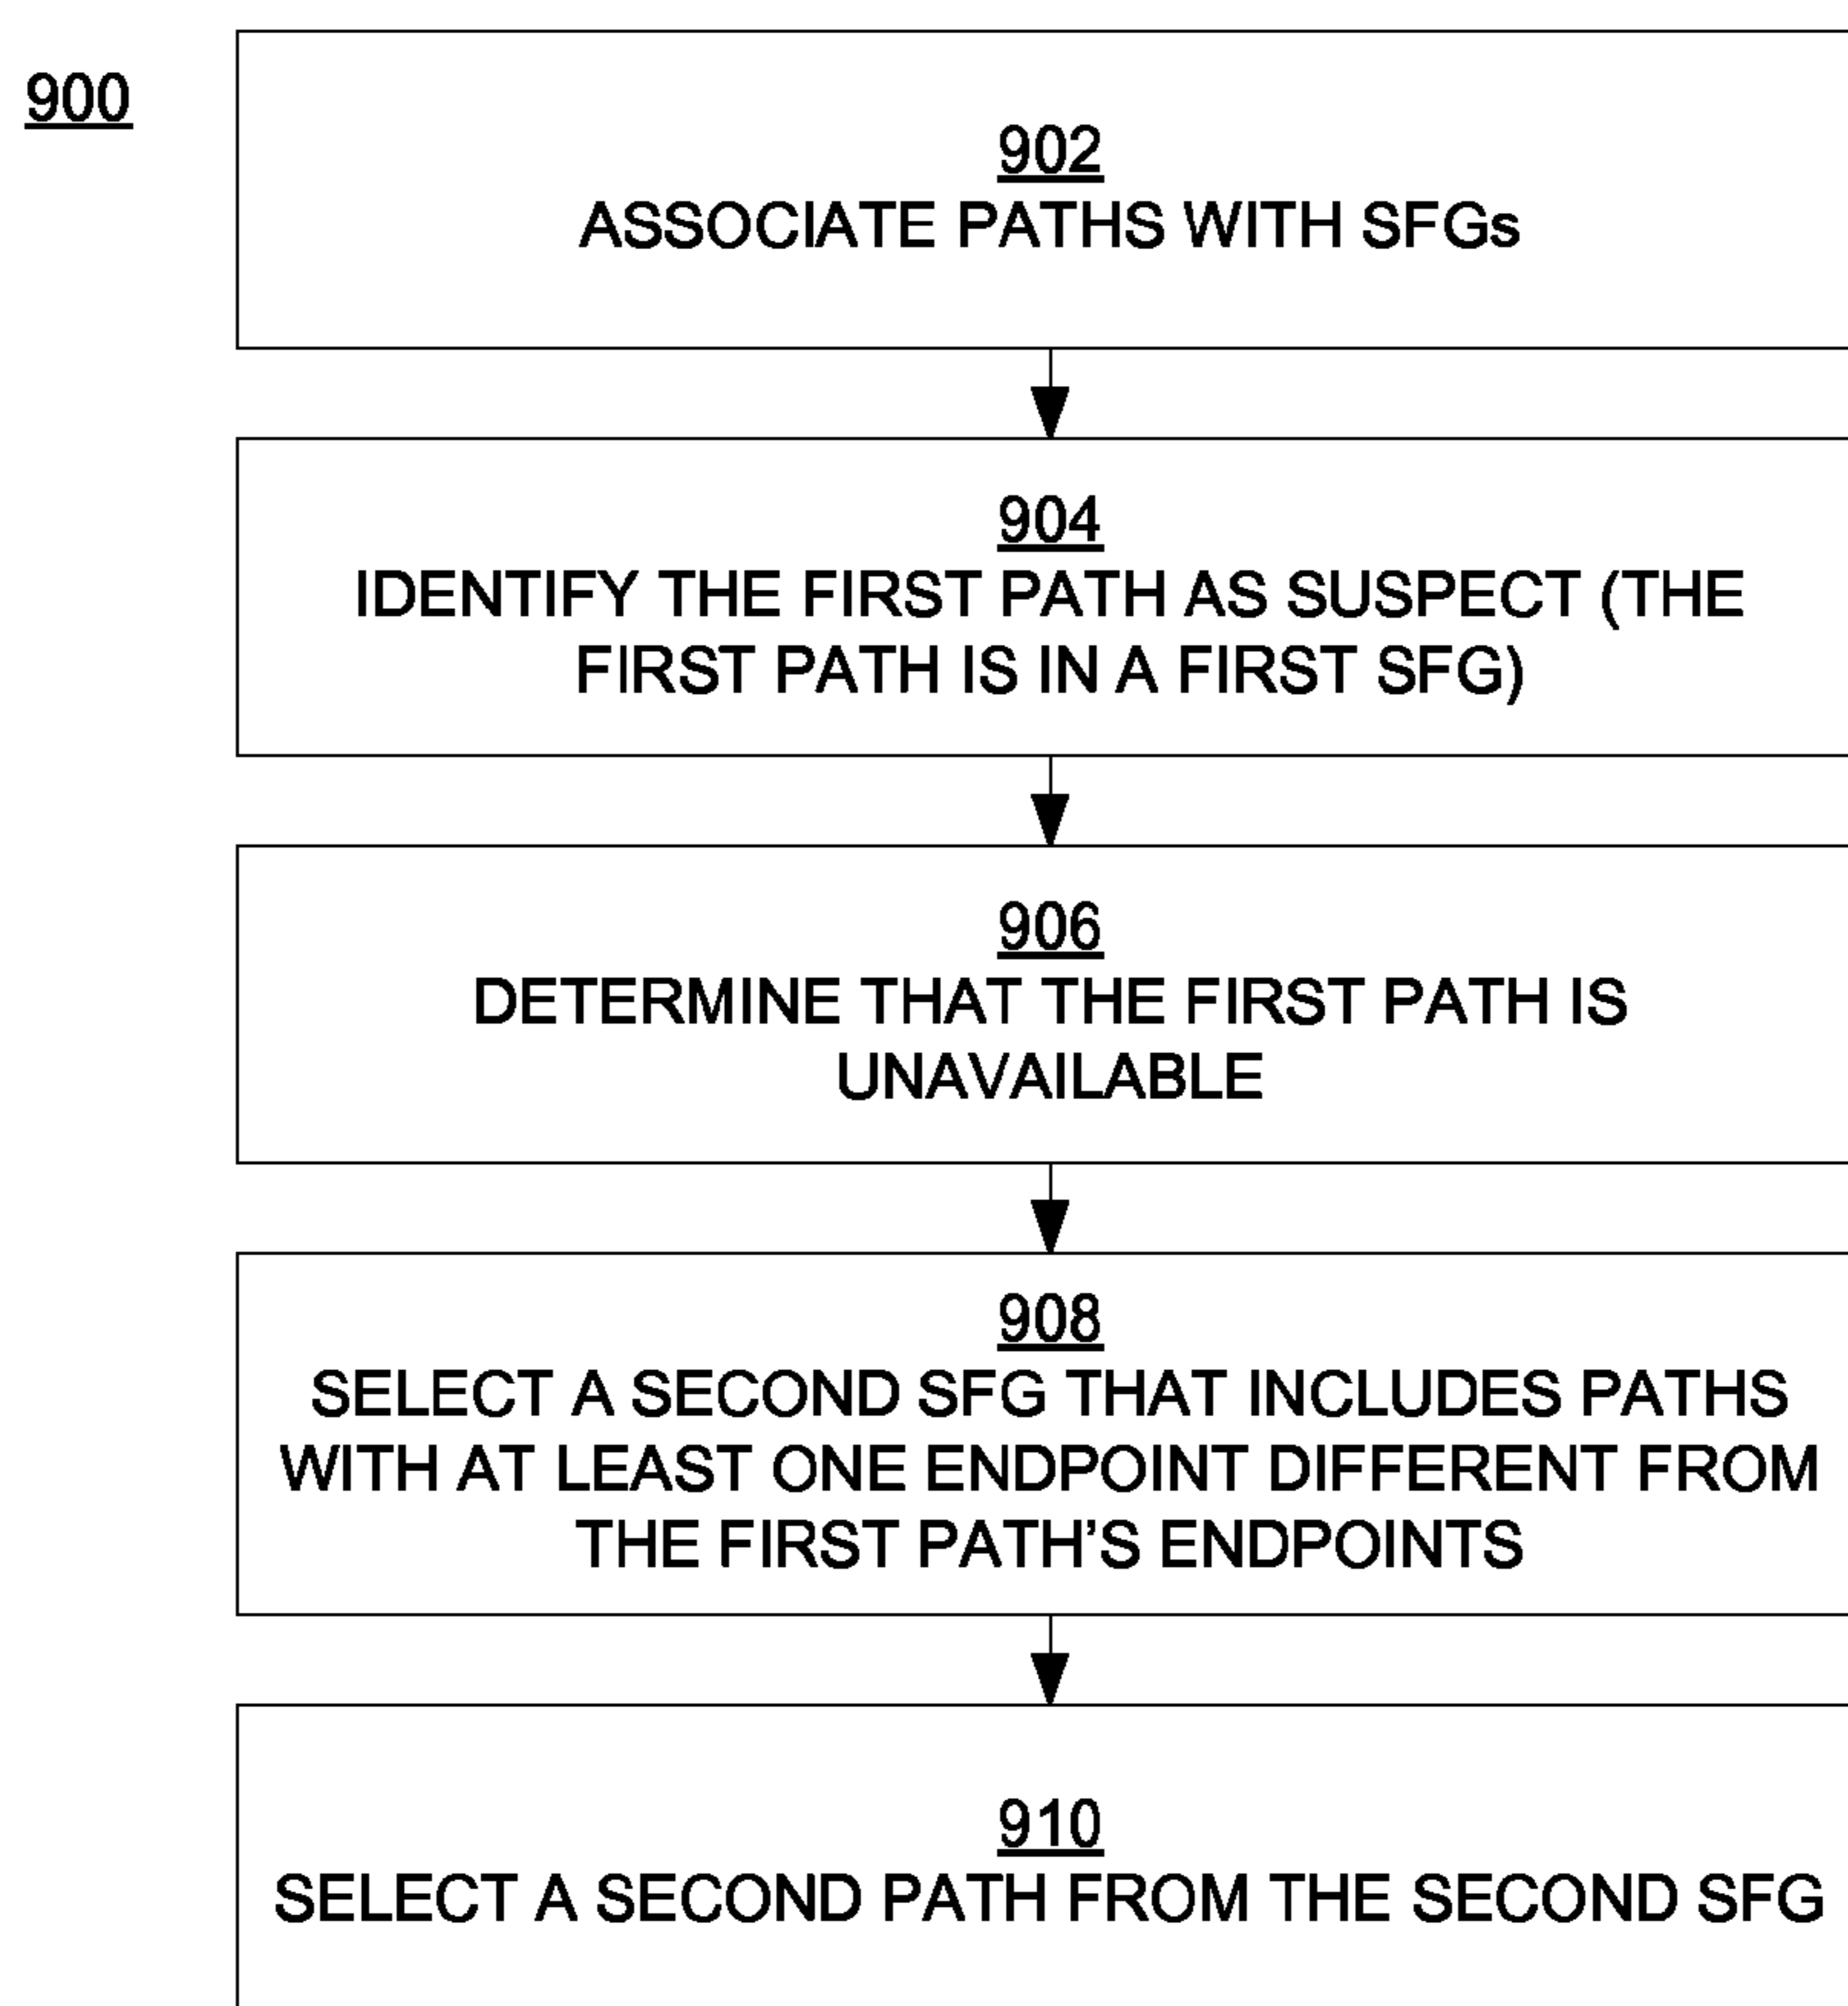 900
902
ASSOCIATE PATHS WITH SFGs
904
IDENTIFY THE FIRST PATH AS SUSPECT (THE
FIRST PATH IS IN A FIRST SFG)
906
DETERMINE THAT THE FIRST PATH IS
UNAVAILABLE
908
SELECT A SECOND SFG THAT INCLUDES PATHS
WITH AT LEAST ONE ENDPOINT DIFFERENT FROM
THE FIRST PATH'S ENDPOINTS
910
SELECT A SECOND PATH FROM THE SECOND SFG